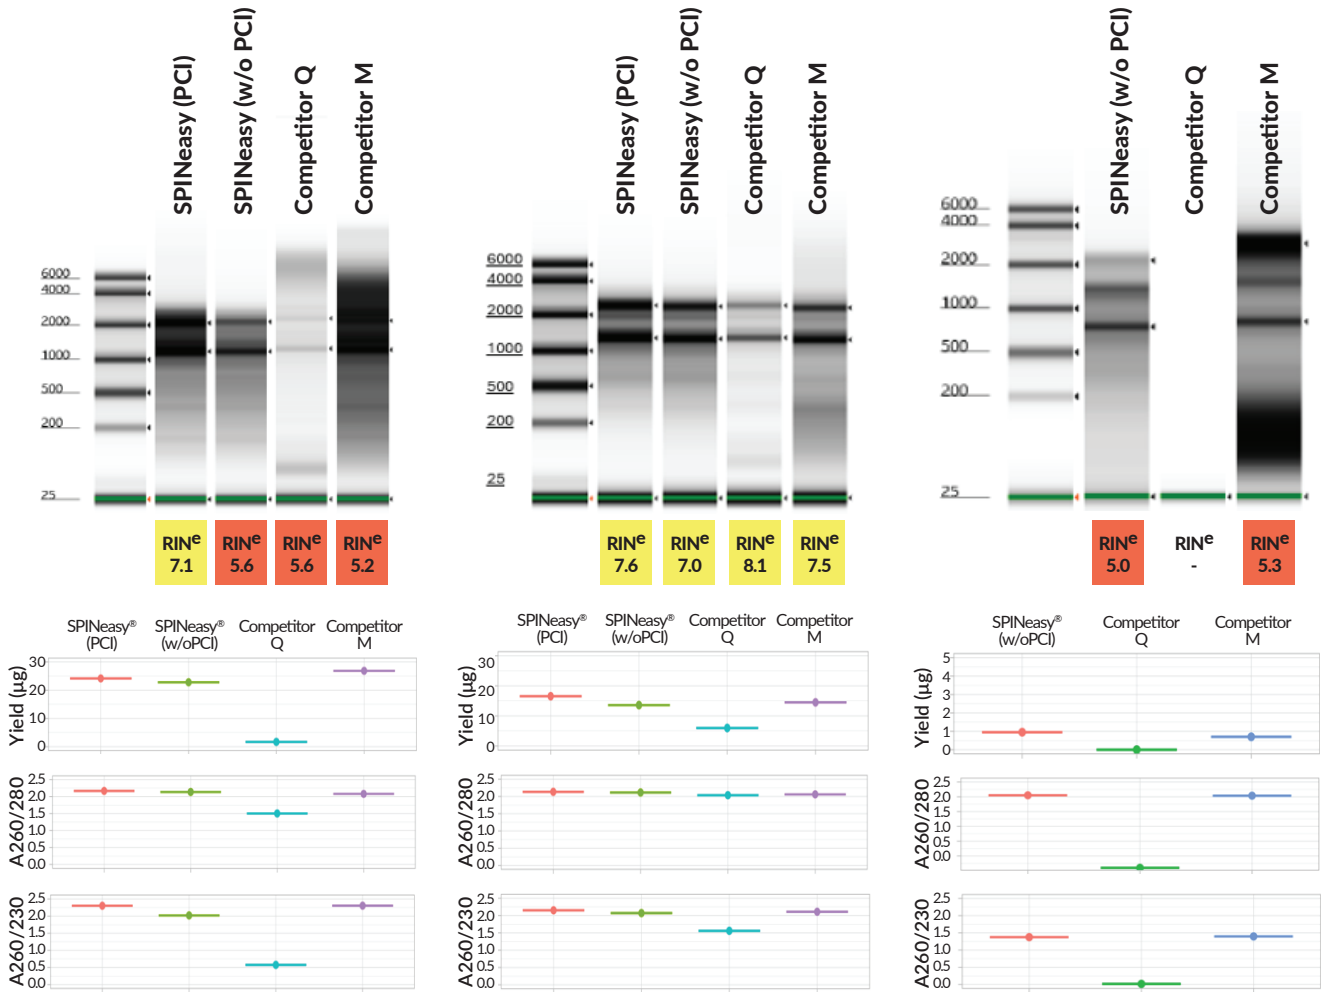 SPINeasy (PCI)
SPINeasy (w/o PCI)
Competitor Q
Competitor M
6000
4000
2000
1000
500
200
25
RINe 7.1
RINe 5.6
RINe 5.6
RINe 5.2
SPINeasy (PCI)
SPINeasy (w/o PCI)
Competitor Q
Competitor M
6000
4000
2000
1000
500
200
25
RINe 7.6
RINe 7.0
RINe 8.1
RINe 7.5
SPINeasy (w/o PCI)
Competitor Q
Competitor M
6000
4000
2000
1000
500
200
25
RINe 5.0
RINe -
RINe 5.3
SPINeasy® (PCI)
SPINeasy® (w/oPCI)
Competitor Q
Competitor M
Yield (µg)
30
20
10
0
A260/280
2.5
2.0
1.5
1.0
0.5
0.0
A260/230
2.5
2.0
1.5
1.0
0.5
0.0
SPINeasy® (PCI)
SPINeasy® (w/oPCI)
Competitor Q
Competitor M
Yield (µg)
30
20
10
0
A260/280
2.5
2.0
1.5
1.0
0.5
0.0
A260/230
2.5
2.0
1.5
1.0
0.5
0.0
SPINeasy® (w/oPCI)
Competitor Q
Competitor M
Yield (µg)
5
4
3
2
1
0
A260/280
2.5
2.0
1.5
1.0
0.5
0.0
A260/230
2.5
2.0
1.5
1.0
0.5
0.0